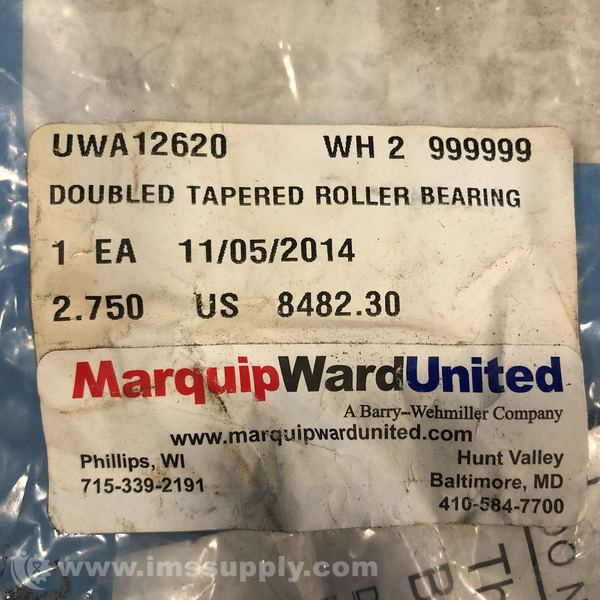 UWA12620 WH 2 999999
DOUBLED TAPERED ROLLER BEARING
1 EA 11/05/2014
2.750 US 8482.30
MarquipWardUnited
A Barry–Wehmiller Company
www.marquipwardunited.com
Phillips, WI
715-339-2191
Hunt Valley
Baltimore, MD
410-584-7700
www.imssupply.com